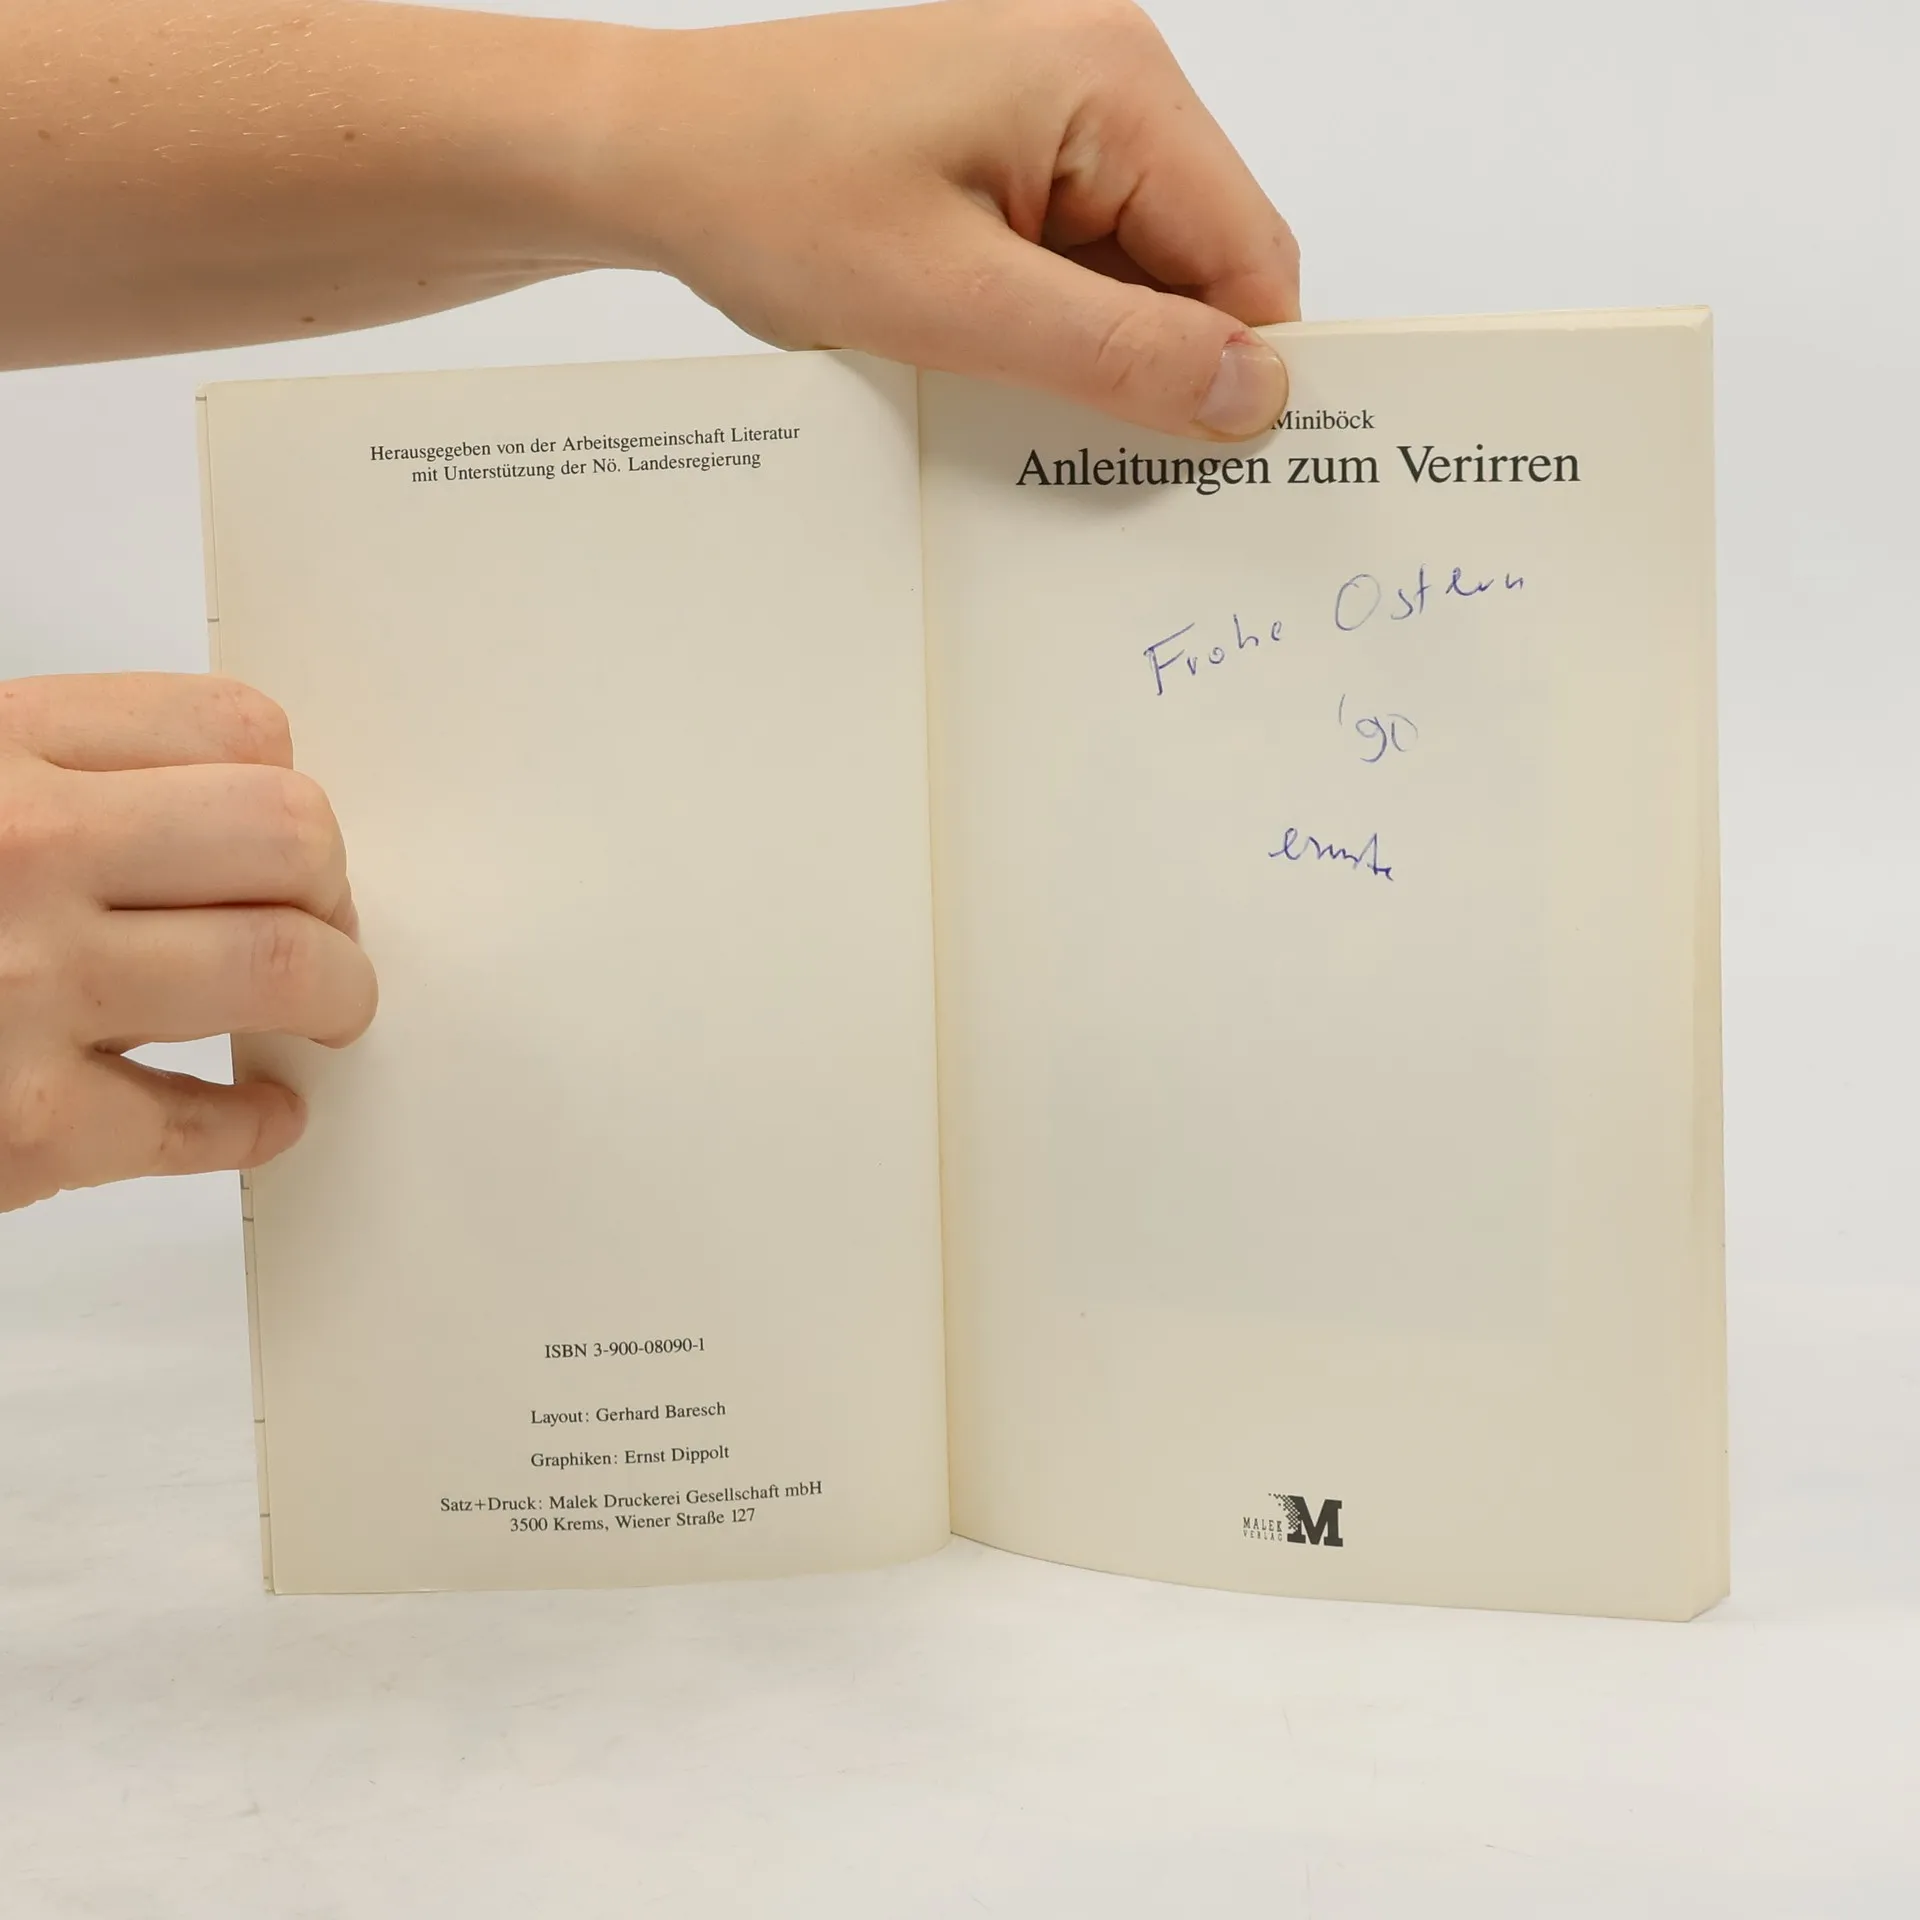 Herausgegeben von der Arbeitsgemeinschaft Literatur
mit Unterstützung der Nö. Landesregierung
ISBN 3-900-08090-1
Layout: Gerhard Baresch
Graphiken: Ernst Dippolt
Satz+Druck: Malek Druckerei Gesellschaft mbH
3500 Krems, Wiener Straße 127
Miniböck
Anleitungen zum Verirren
Frohe Ostern
'90
MALEK
VERLAG
M